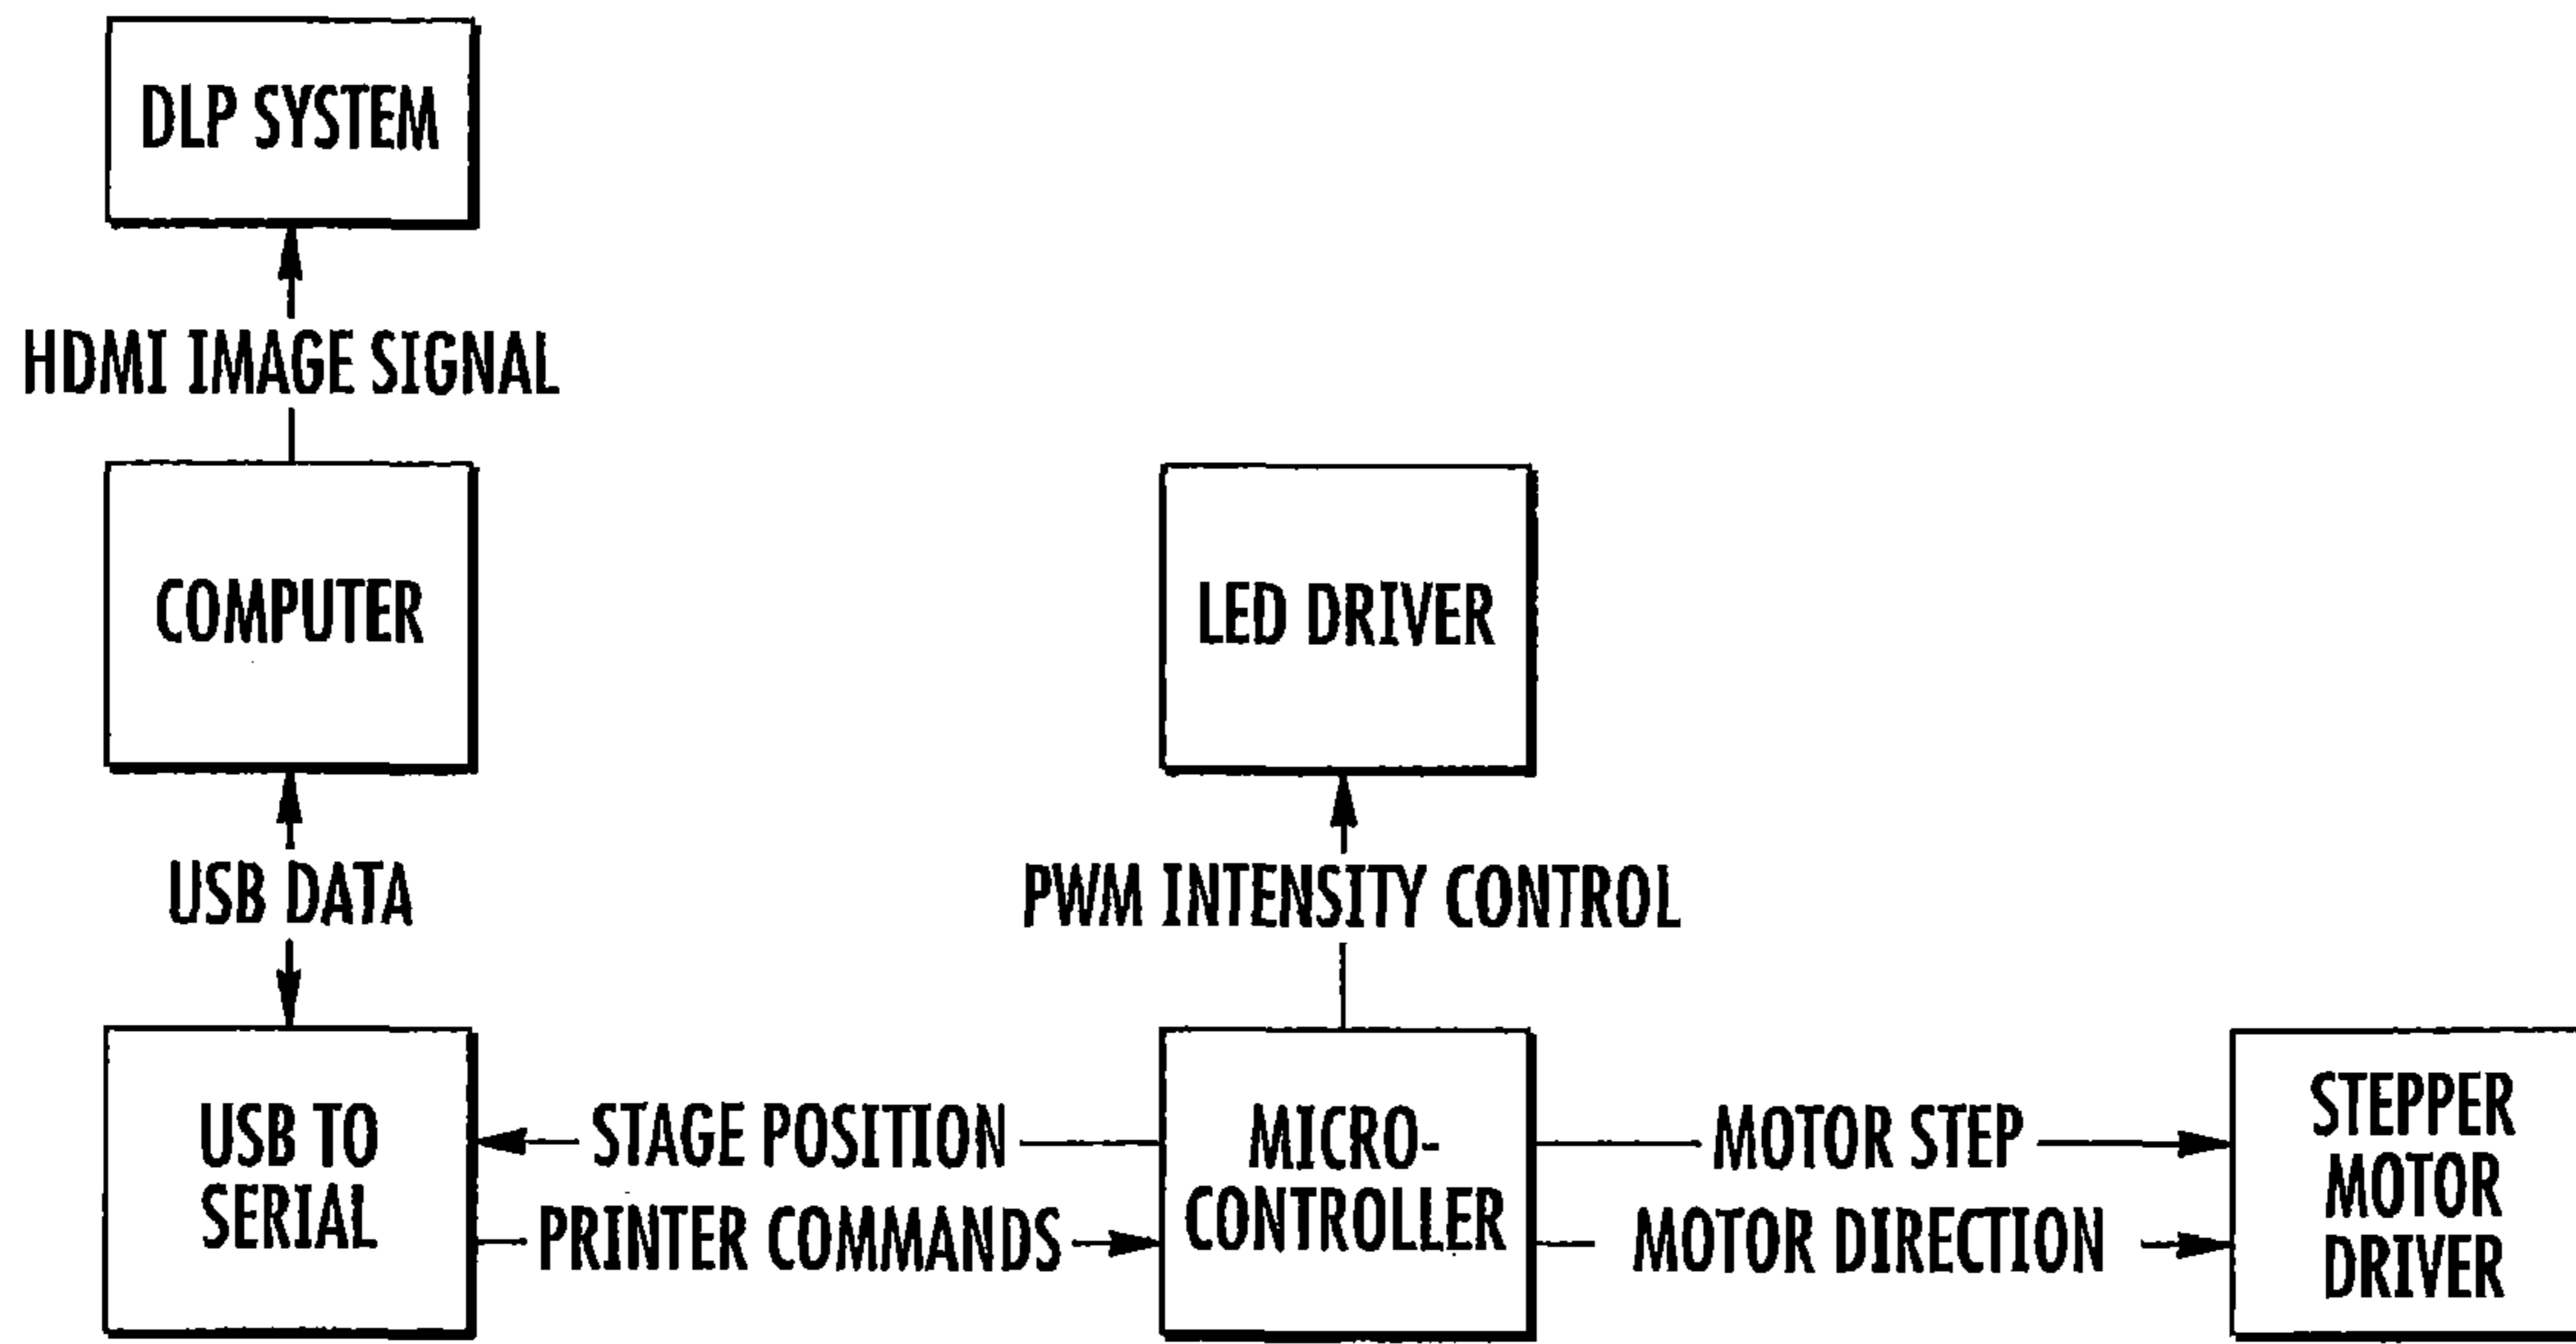 DLP SYSTEM
HDMI IMAGE SIGNAL
COMPUTER
LED DRIVER
USB DATA
PWM INTENSITY CONTROL
USB TO
SERIAL
STAGE POSITION
PRINTER COMMANDS
MICRO-
CONTROLLER
MOTOR STEP
MOTOR DIRECTION
STEPPER
MOTOR
DRIVER